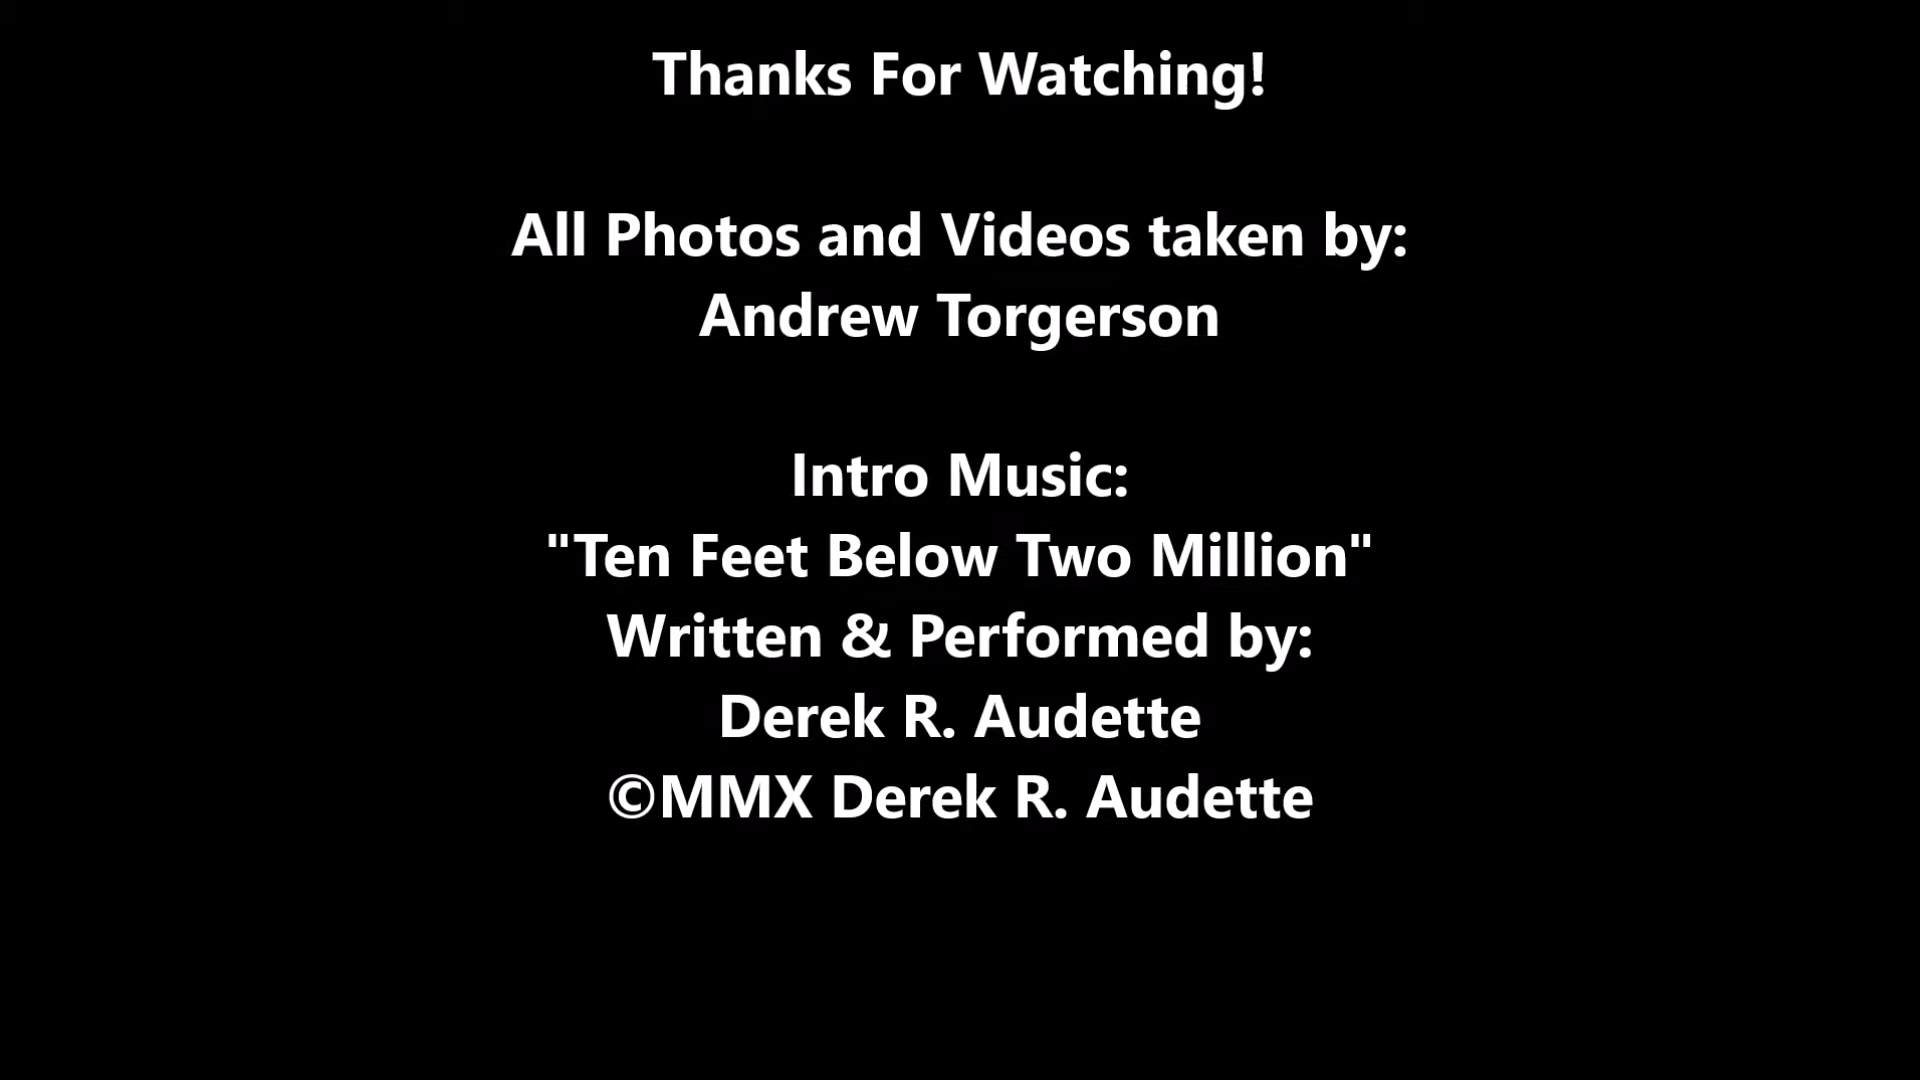 Thanks For Watching!
All Photos and Videos taken by:
Andrew Torgerson
Intro Music:
"Ten Feet Below Two Million"
Written & Performed by:
Derek R. Audette
©MMX Derek R. Audette